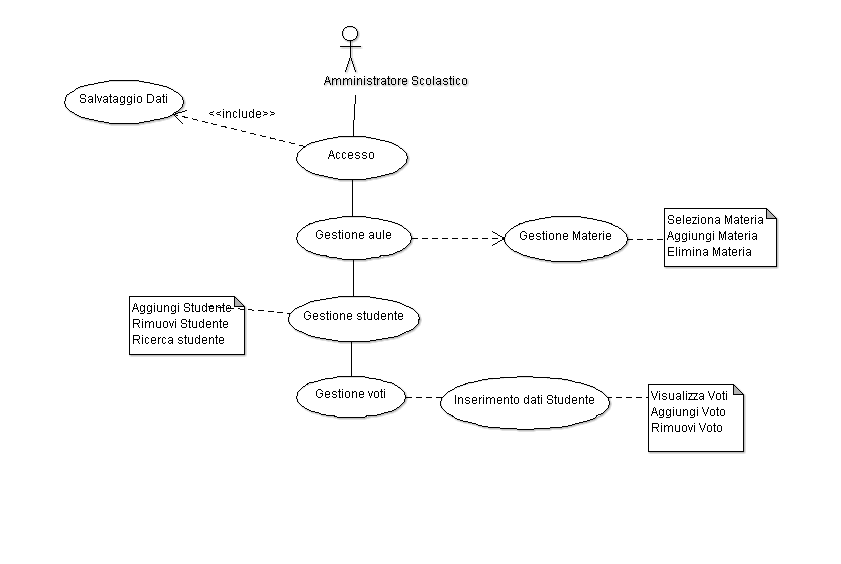 Amministratore Scolastico
Salvataggio Dati
<<include>>
Accesso
Gestione aule
Gestione Materie
Seleziona Materia
Aggiungi Materia
Elimina Materia
Aggiungi Studente
Rimuovi Studente
Ricerca studente
Gestione studente
Gestione voti
Inserimento dati Studente
Visualizza Voti
Aggiungi Voto
Rimuovi Voto